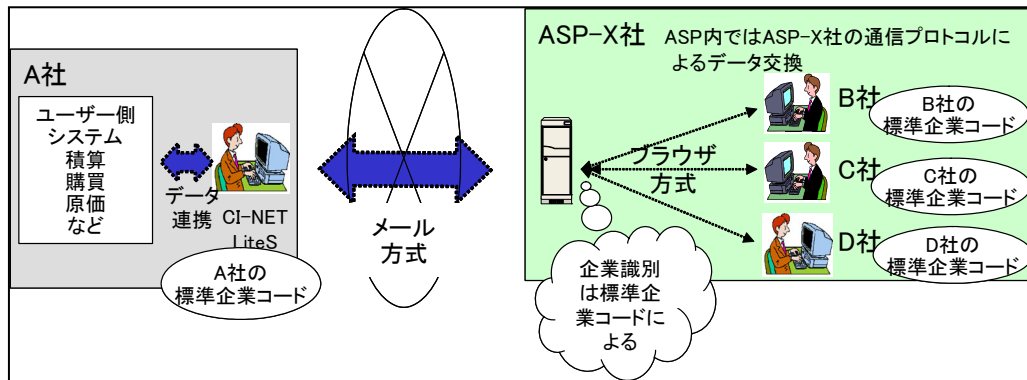 A社
ユーザー側
システム
積算
購買
原価
など
データ
連携
CI-NET
LiteS
A社の
標準企業コード
メール
方式
ASP-X社 ASP内ではASP-X社の通信プロトコルに
よるデータ交換
ブラウザ
方式
企業識別
は標準企
業コードに
よる
B社
B社の
標準企業コード
C社
C社の
標準企業コード
D社
D社の
標準企業コード